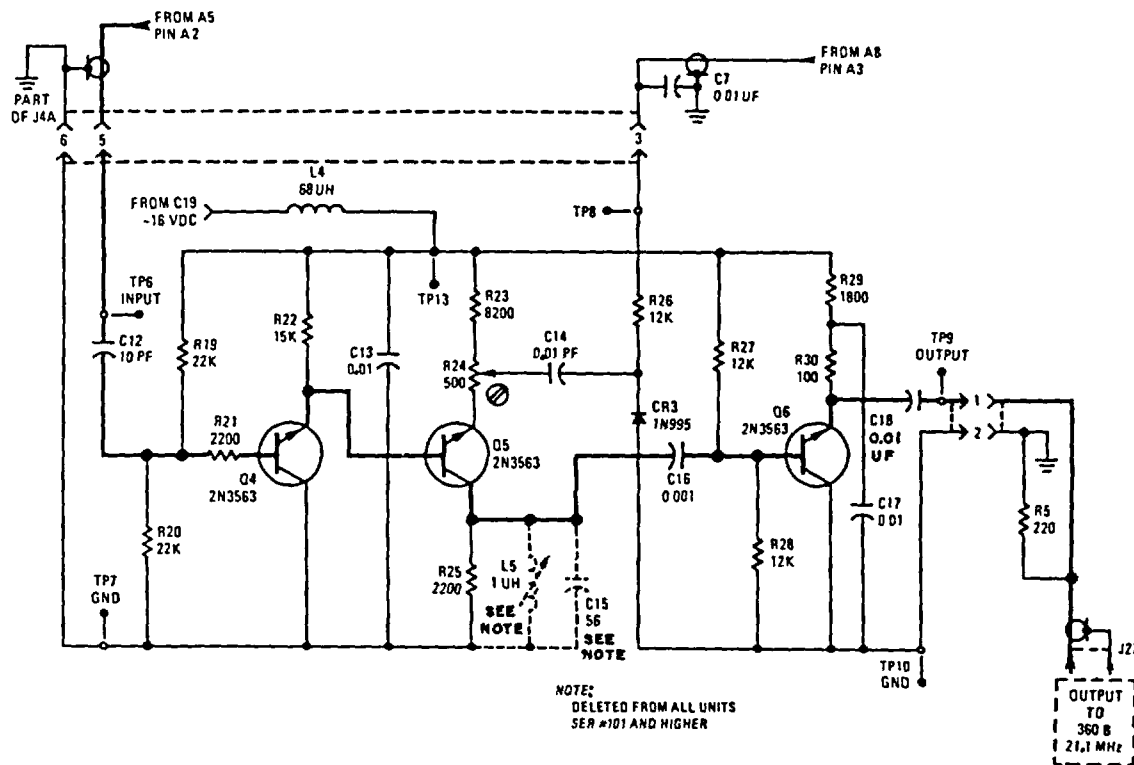 FROM A5
PIN A2
FROM A8
PIN A3
PART
OF J4A
C7
0.01UF
6
5
3
L4
68UH
FROM C19
-16 VDC
TP8
TP6
INPUT
TP13
R23
8200
R29
1800
R26
12K
C12
10 PF
R19
22K
R22
15K
C13
0.01
R24
500
C14
0.01 PF
R27
12K
R30
100
TP9
OUTPUT
1
2
CR3
1N995
Q6
2N3563
C18
0.01
UF
R21
2200
Q4
2N3563
Q5
2N3563
C16
0.001
R20
22K
C17
0.01
R5
220
TP7
GND
R25
2200
L5
1 UH
SEE
NOTE
C15
56
SEE
NOTE
R28
12K
TP10
GND
NOTE:
DELETED FROM ALL UNITS
SER #101 AND HIGHER
OUTPUT
TO
360 B
21.1 MHz